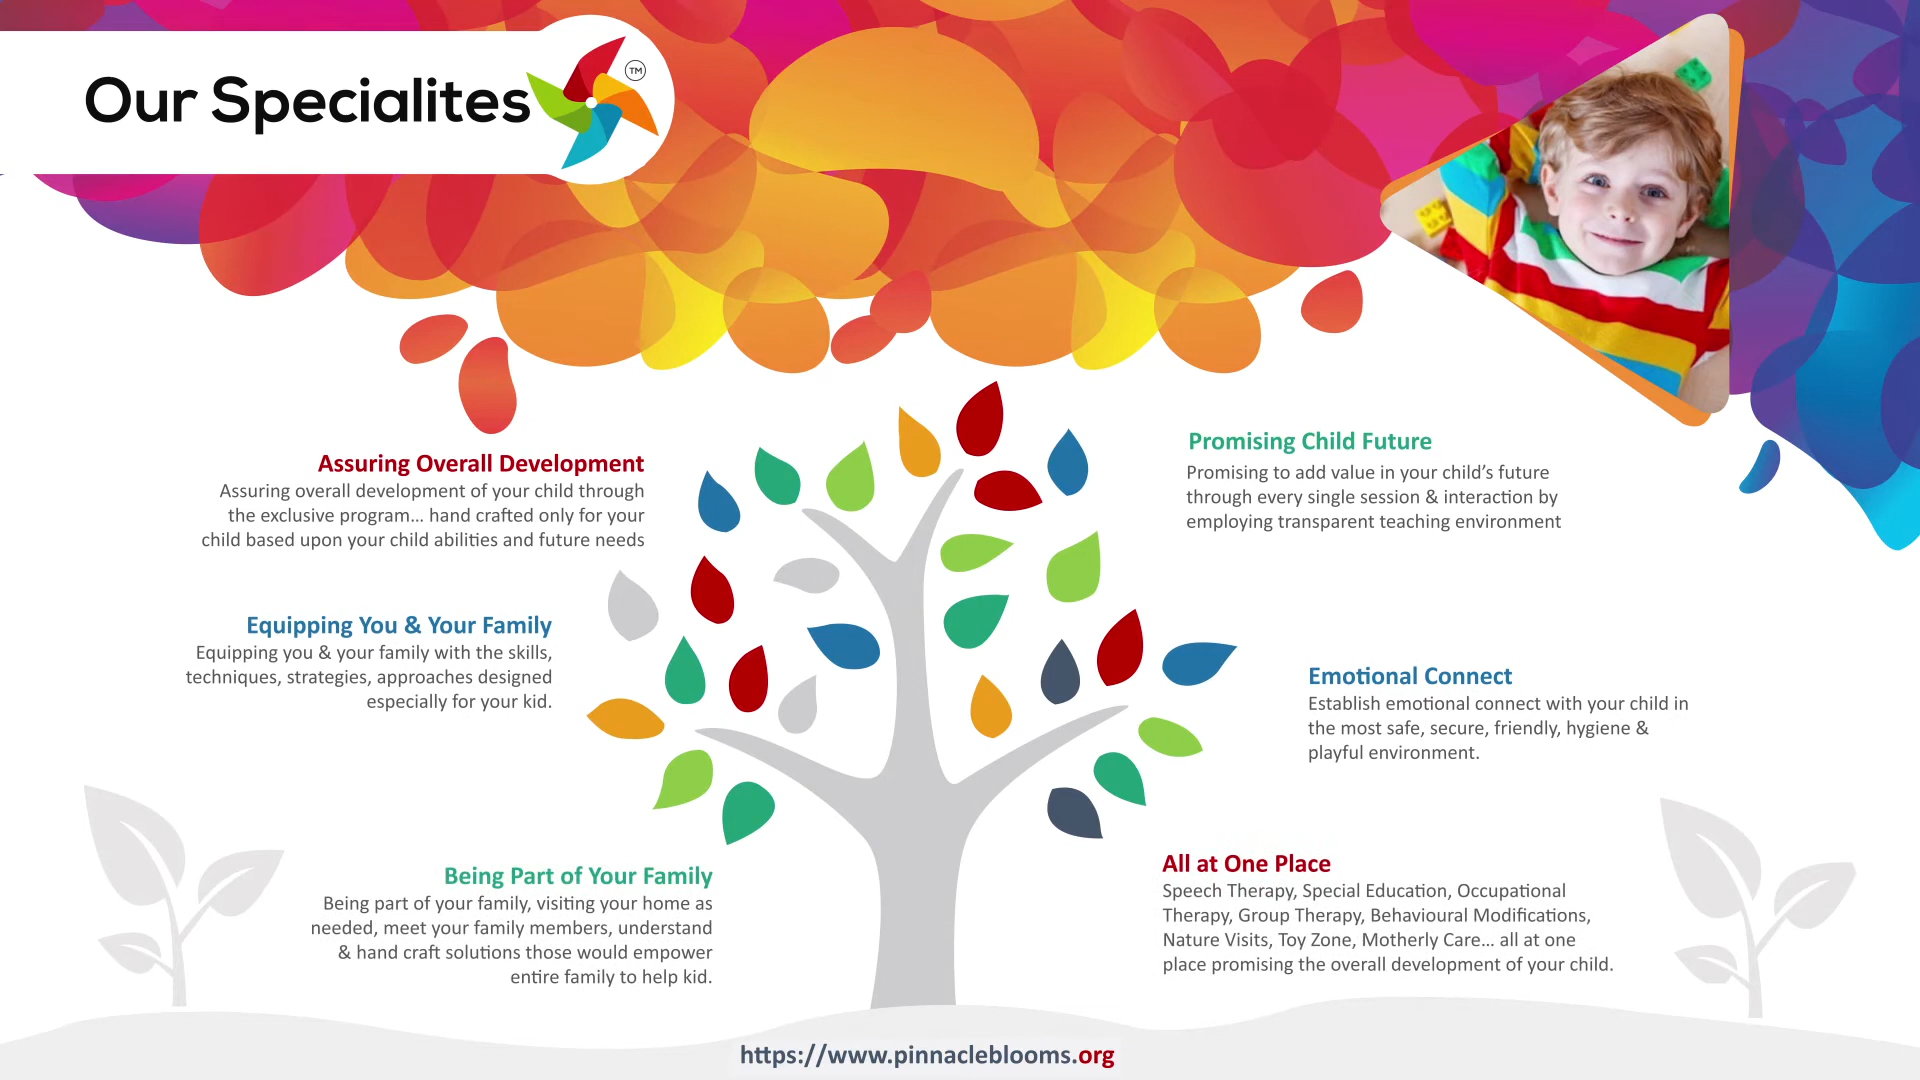 Our Specialites
TM
Assuring Overall Development
Assuring overall development of your child through
the exclusive program... hand crafted only for your
child based upon your child abilities and future needs
Equipping You & Your Family
Equipping you & your family with the skills,
techniques, strategies, approaches designed
especially for your kid.
Being Part of Your Family
Being part of your family, visiting your home as
needed, meet your family members, understand
& hand craft solutions those would empower
entire family to help kid.
Promising Child Future
Promising to add value in your child’s future
through every single session & interaction by
employing transparent teaching environment
Emotional Connect
Establish emotional connect with your child in
the most safe, secure, friendly, hygiene &
playful environment.
All at One Place
Speech Therapy, Special Education, Occupational
Therapy, Group Therapy, Behavioural Modifications,
Nature Visits, Toy Zone, Motherly Care... all at one
place promising the overall development of your child.
https://www.pinnacleblooms.org